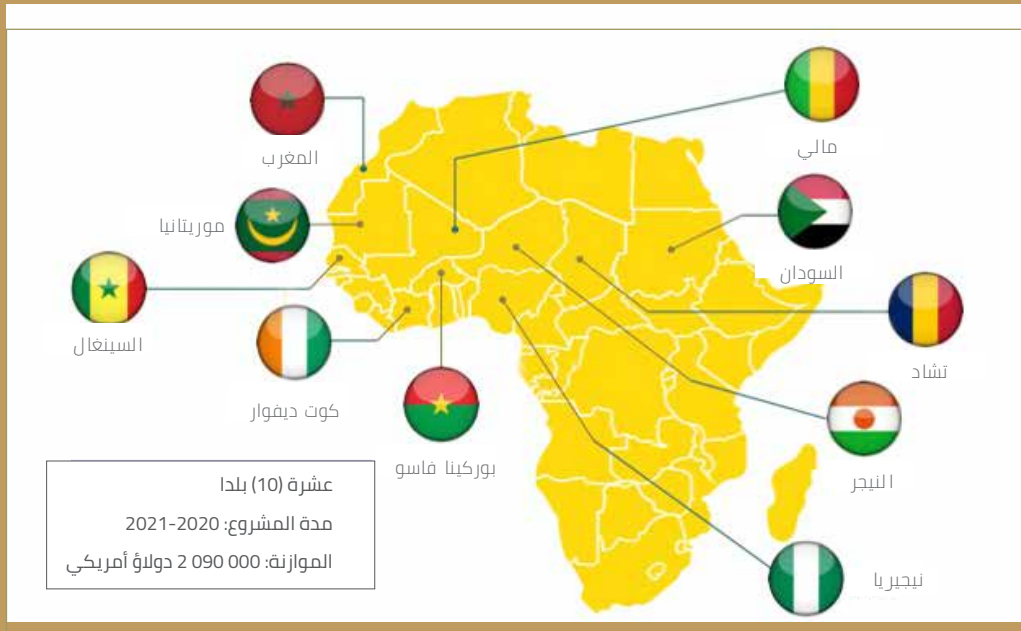 المغرب
مالي
موريتانيا
السودان
السينغال
تشاد
كوت ديفوار
بوركينا فاسو
النيجر
نيجيريا
عشرة (10) بلدا
مدة المشروع: 2020-2021
الموازنة: 000 090 2 دولاؤ أمريكي